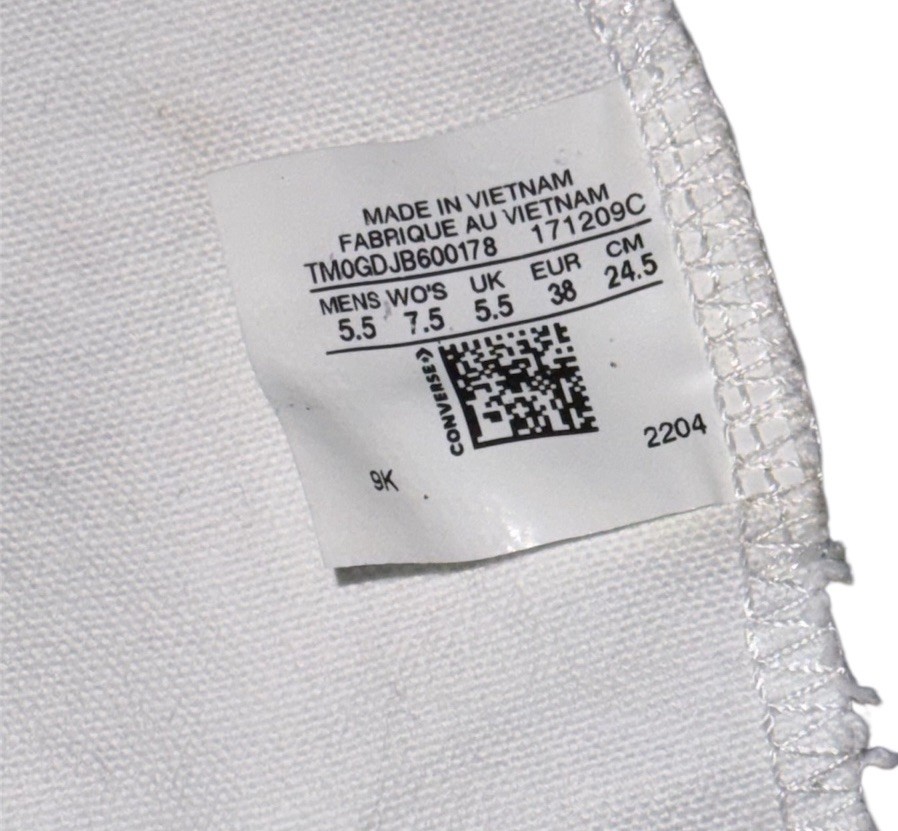 MADE IN VIETNAM
FABRIQUE AU VIETNAM
TM0GDJB600178 171209C
MENS WO'S UK EUR CM
5.5 7.5 5.5 38 24.5
CONVERSE
2204
9K